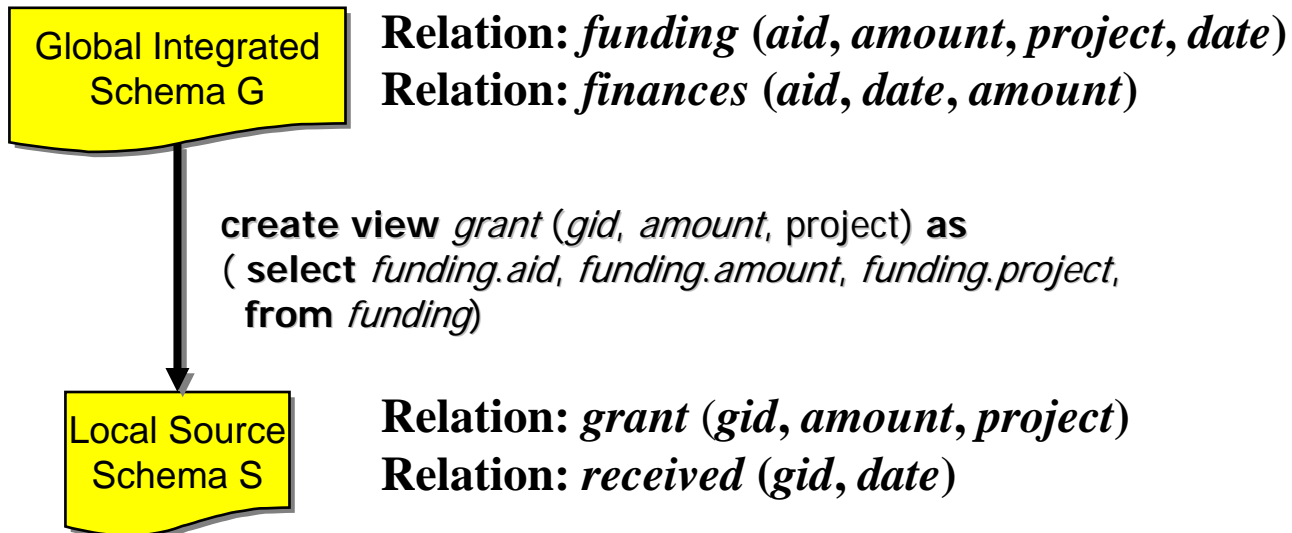 Global Integrated
Schema G
Relation: funding (aid, amount, project, date)
Relation: finances (aid, date, amount)
create view grant (gid, amount, project) as
( select funding.aid, funding.amount, funding.project,
from funding)
Local Source
Schema S
Relation: grant (gid, amount, project)
Relation: received (gid, date)